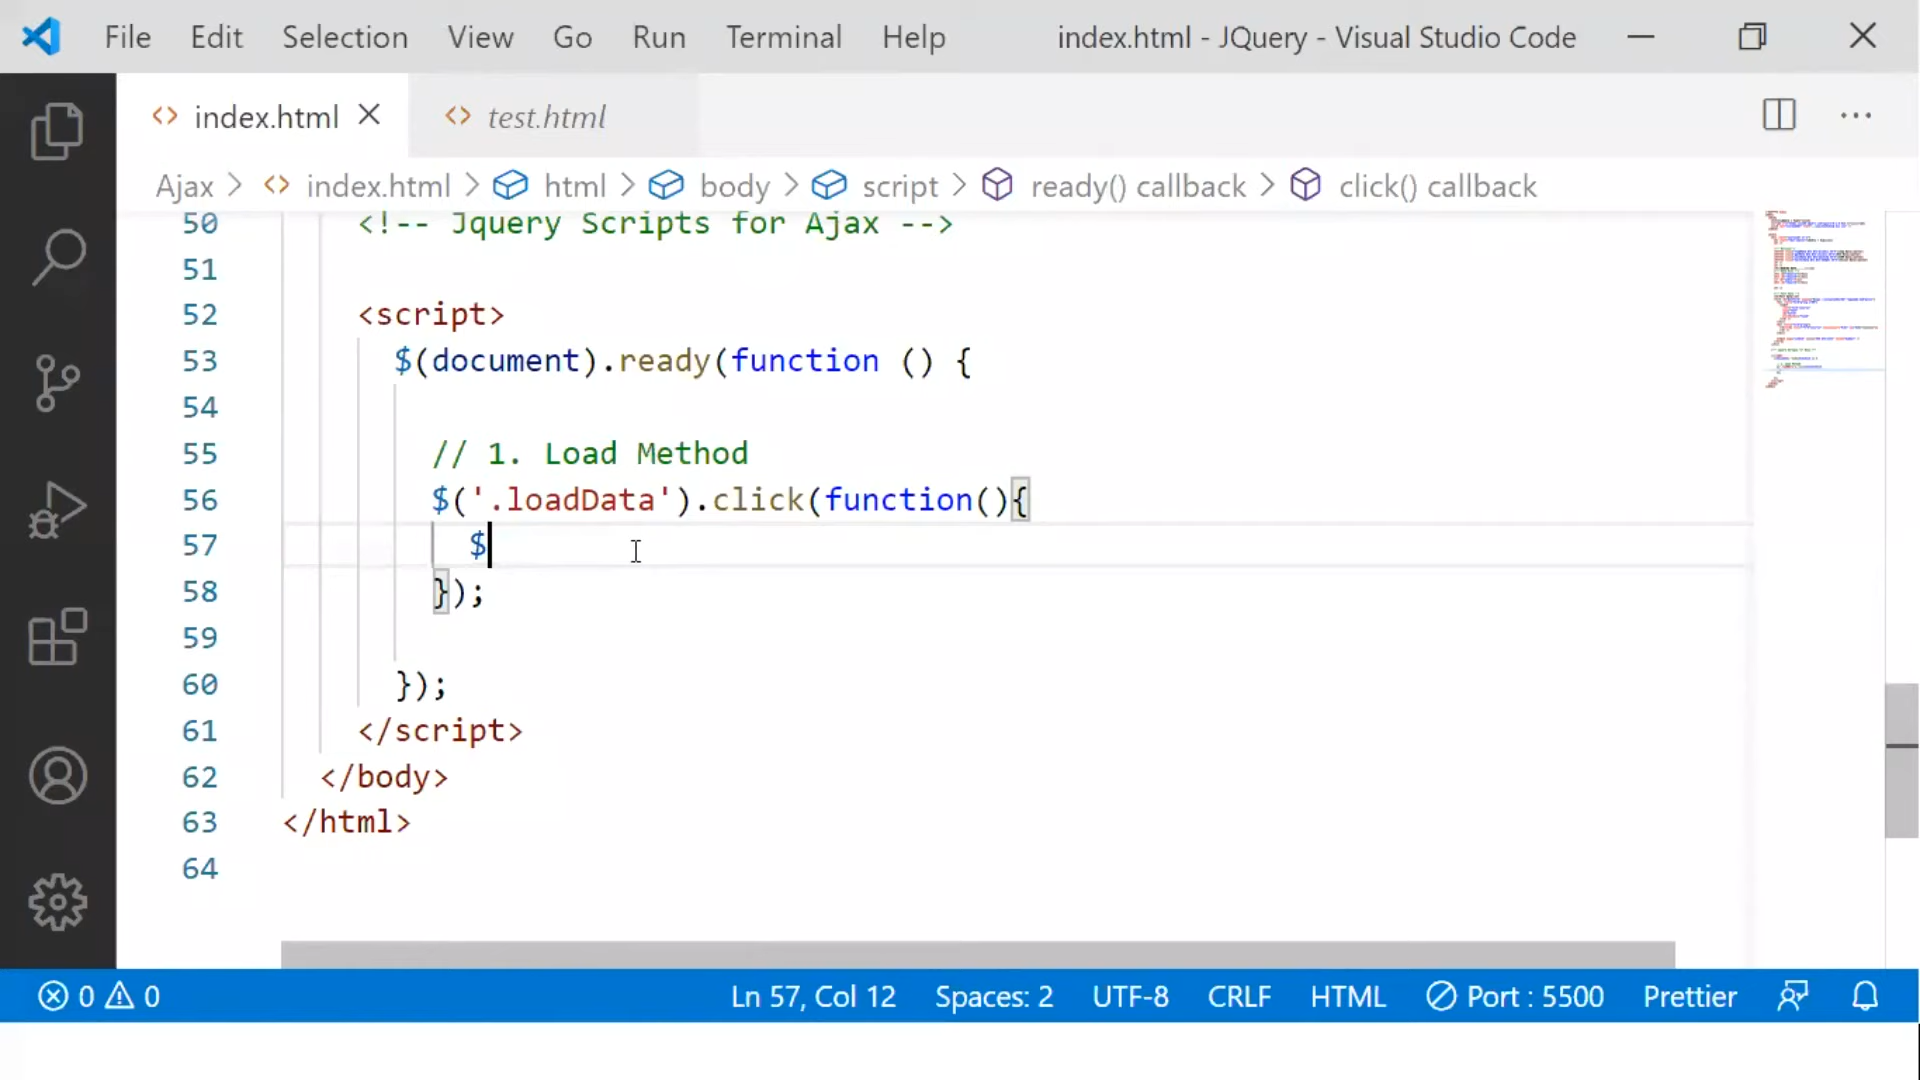 File Edit Selection View Go Run Terminal Help index.html - JQuery - Visual Studio Code
index.html test.html
Ajax > index.html > html > body > script > ready() callback > click() callback
50 <!-- Jquery Scripts for Ajax -->
51
52 <script>
53 $(document).ready(function () {
54
55 // 1. Load Method
56 $('.loadData').click(function(){
57 $
58 });
59
60 });
61 </script>
62 </body>
63 </html>
64
0 0 Ln 57, Col 12 Spaces: 2 UTF-8 CRLF HTML Port : 5500 Prettier